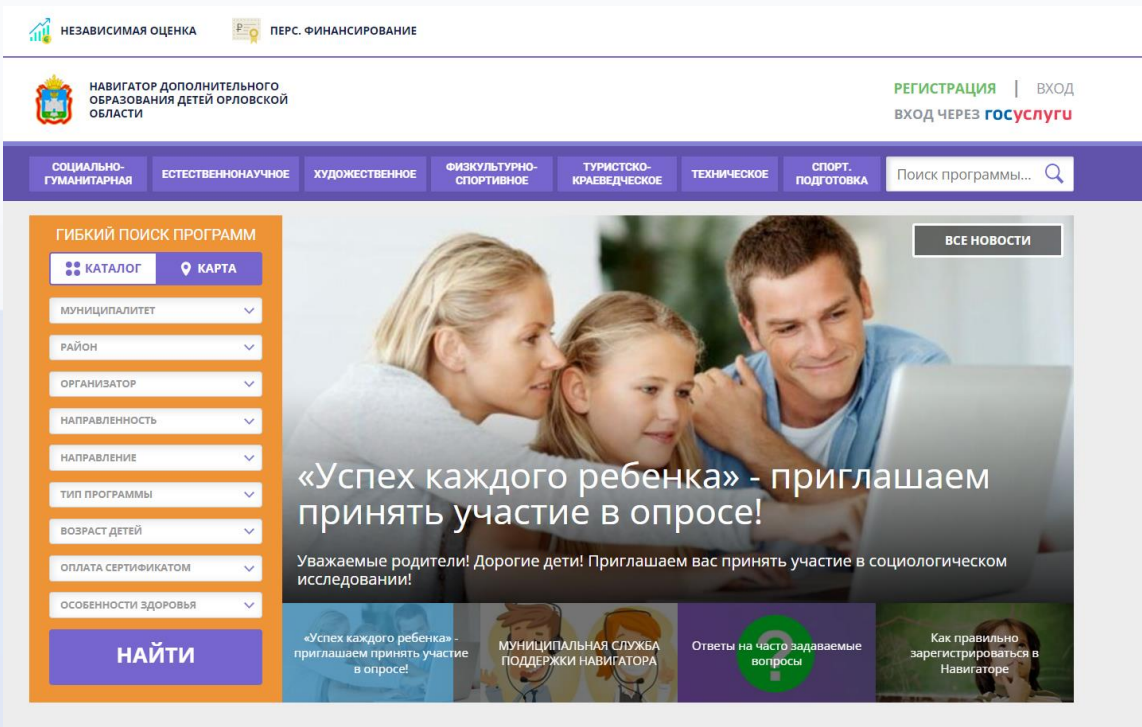 НЕЗАВИСИМАЯ ОЦЕНКА
ПЕРС. ФИНАНСИРОВАНИЕ
НАВИГАТОР ДОПОЛНИТЕЛЬНОГО
ОБРАЗОВАНИЯ ДЕТЕЙ ОРЛОВСКОЙ
ОБЛАСТИ
РЕГИСТРАЦИЯ | ВХОД
ВХОД ЧЕРЕЗ госуслуги
СОЦИАЛЬНО-
ГУМАНИТАРНАЯ
ЕСТЕСТВЕННОНАУЧНОЕ
ХУДОЖЕСТВЕННОЕ
ФИЗКУЛЬТУРНО-
СПОРТИВНОЕ
ТУРИСТСКО-
КРАЕВЕДЧЕСКОЕ
ТЕХНИЧЕСКОЕ
СПОРТ.
ПОДГОТОВКА
Поиск программы...
ГИБКИЙ ПОИСК ПРОГРАММ
КАТАЛОГ
КАРТА
МУНИЦИПАЛИТЕТ
РАЙОН
ОРГАНИЗАТОР
НАПРАВЛЕННОСТЬ
НАПРАВЛЕНИЕ
ТИП ПРОГРАММЫ
ВОЗРАСТ ДЕТЕЙ
ОПЛАТА СЕРТИФИКАТОМ
ОСОБЕННОСТИ ЗДОРОВЬЯ
НАЙТИ
ВСЕ НОВОСТИ
«Успех каждого ребенка» - приглашаем
принять участие в опросе!
Уважаемые родители! Дорогие дети! Приглашаем вас принять участие в социологическом
исследовании!
«Успех каждого ребенка» -
приглашаем принять участие
в опросе!
МУНИЦИПАЛЬНАЯ СЛУЖБА
ПОДДЕРЖКИ НАВИГАТОРА
Ответы на часто задаваемые
вопросы
Как правильно
зарегистрироваться в
Навигаторе